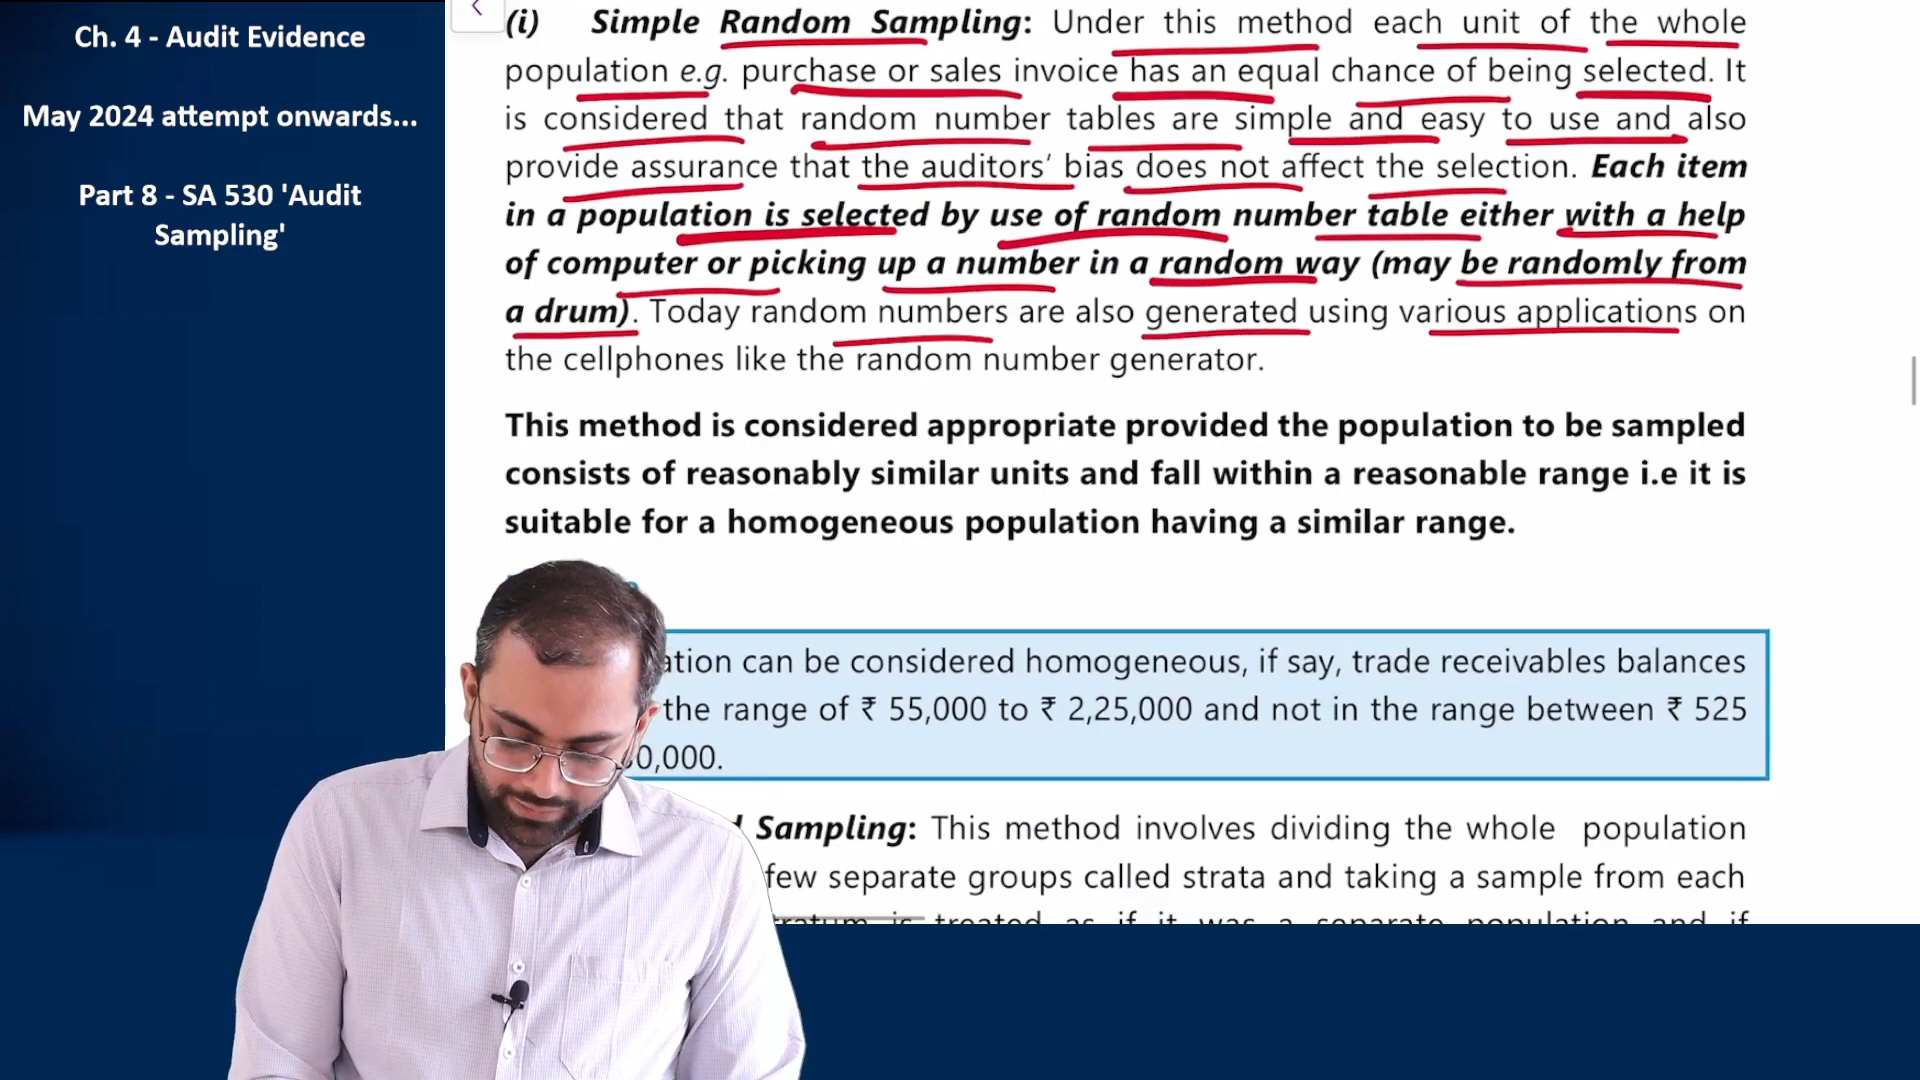 Ch. 4 - Audit Evidence
May 2024 attempt onwards...
Part 8 - SA 530 'Audit
Sampling'
(i) Simple Random Sampling: Under this method each unit of the whole
population e.g. purchase or sales invoice has an equal chance of being selected. It
is considered that random number tables are simple and easy to use and also
provide assurance that the auditors’ bias does not affect the selection. Each item
in a population is selected by use of random number table either with a help
of computer or picking up a number in a random way (may be randomly from
a drum). Today random numbers are also generated using various applications on
the cellphones like the random number generator.
This method is considered appropriate provided the population to be sampled
consists of reasonably similar units and fall within a reasonable range i.e it is
suitable for a homogeneous population having a similar range.
ation can be considered homogeneous, if say, trade receivables balances
the range of ₹ 55,000 to ₹ 2,25,000 and not in the range between ₹ 525
0,000.
Sampling: This method involves dividing the whole population
few separate groups called strata and taking a sample from each
treated as if it was a separate population and if